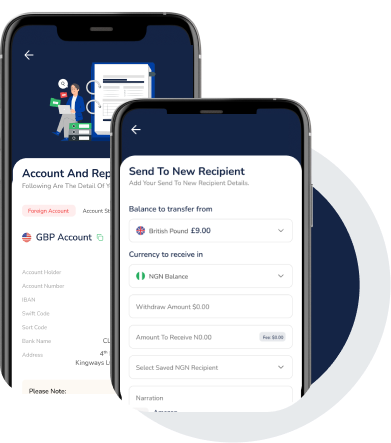 Account And Rep
Following Are The Detail Of Y
Foreign Account Account St
GBP Account
Account Holder
Account Number
IBAN
Swift Code
Surt Code
Bank Name CL
Address 4th
Kingways L
Please Note:
Send To New Recipient
Add Your Send To New Recipient Details.
Balance to transfer from
British Pound £9.00
Currency to receive in
NGN Balance
Withdraw Amount $0.00
Amount To Receive N0.00 Fee: $0.00
Select Saved NGN Recipient
Narration